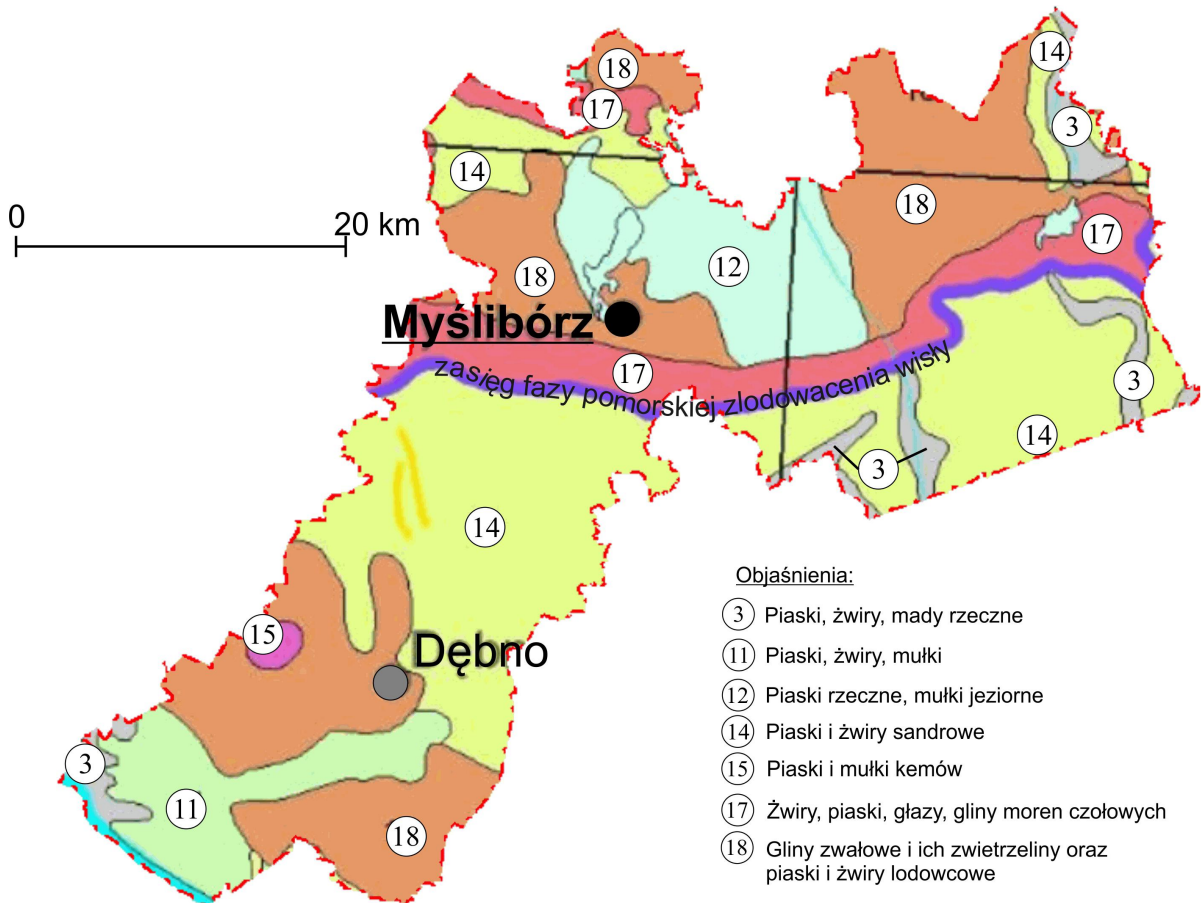 18
14
17
3
14
0
20 km
18
17
18
12
Myślibórz
17
zasięg fazy pomorskiej zlodowacenia wisły
3
14
3
14
15
Dębno
3
11
18
Objaśnienia:
3 Piaski, żwiry, mady rzeczne
11 Piaski, żwiry, mułki
12 Piaski rzeczne, mułki jeziorne
14 Piaski i żwiry sandrowe
15 Piaski i mułki kemów
17 Żwiry, piaski, głazy, gliny moren czołowych
18 Gliny zwałowe i ich zwietrzeliny oraz
piaski i żwiry lodowcowe